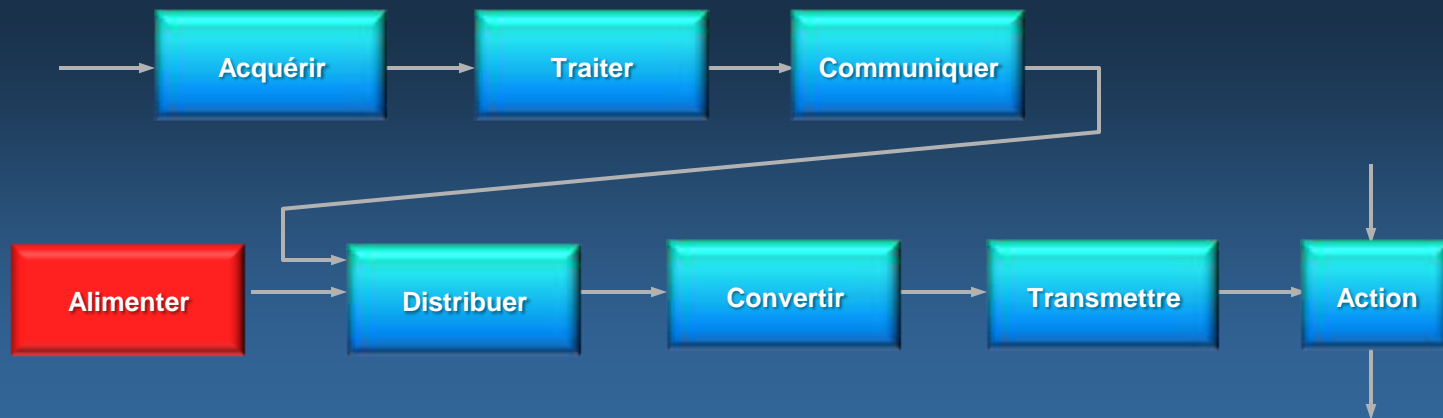 Acquérir
Traiter
Communiquer
Alimenter
Distribuer
Convertir
Transmettre
Action